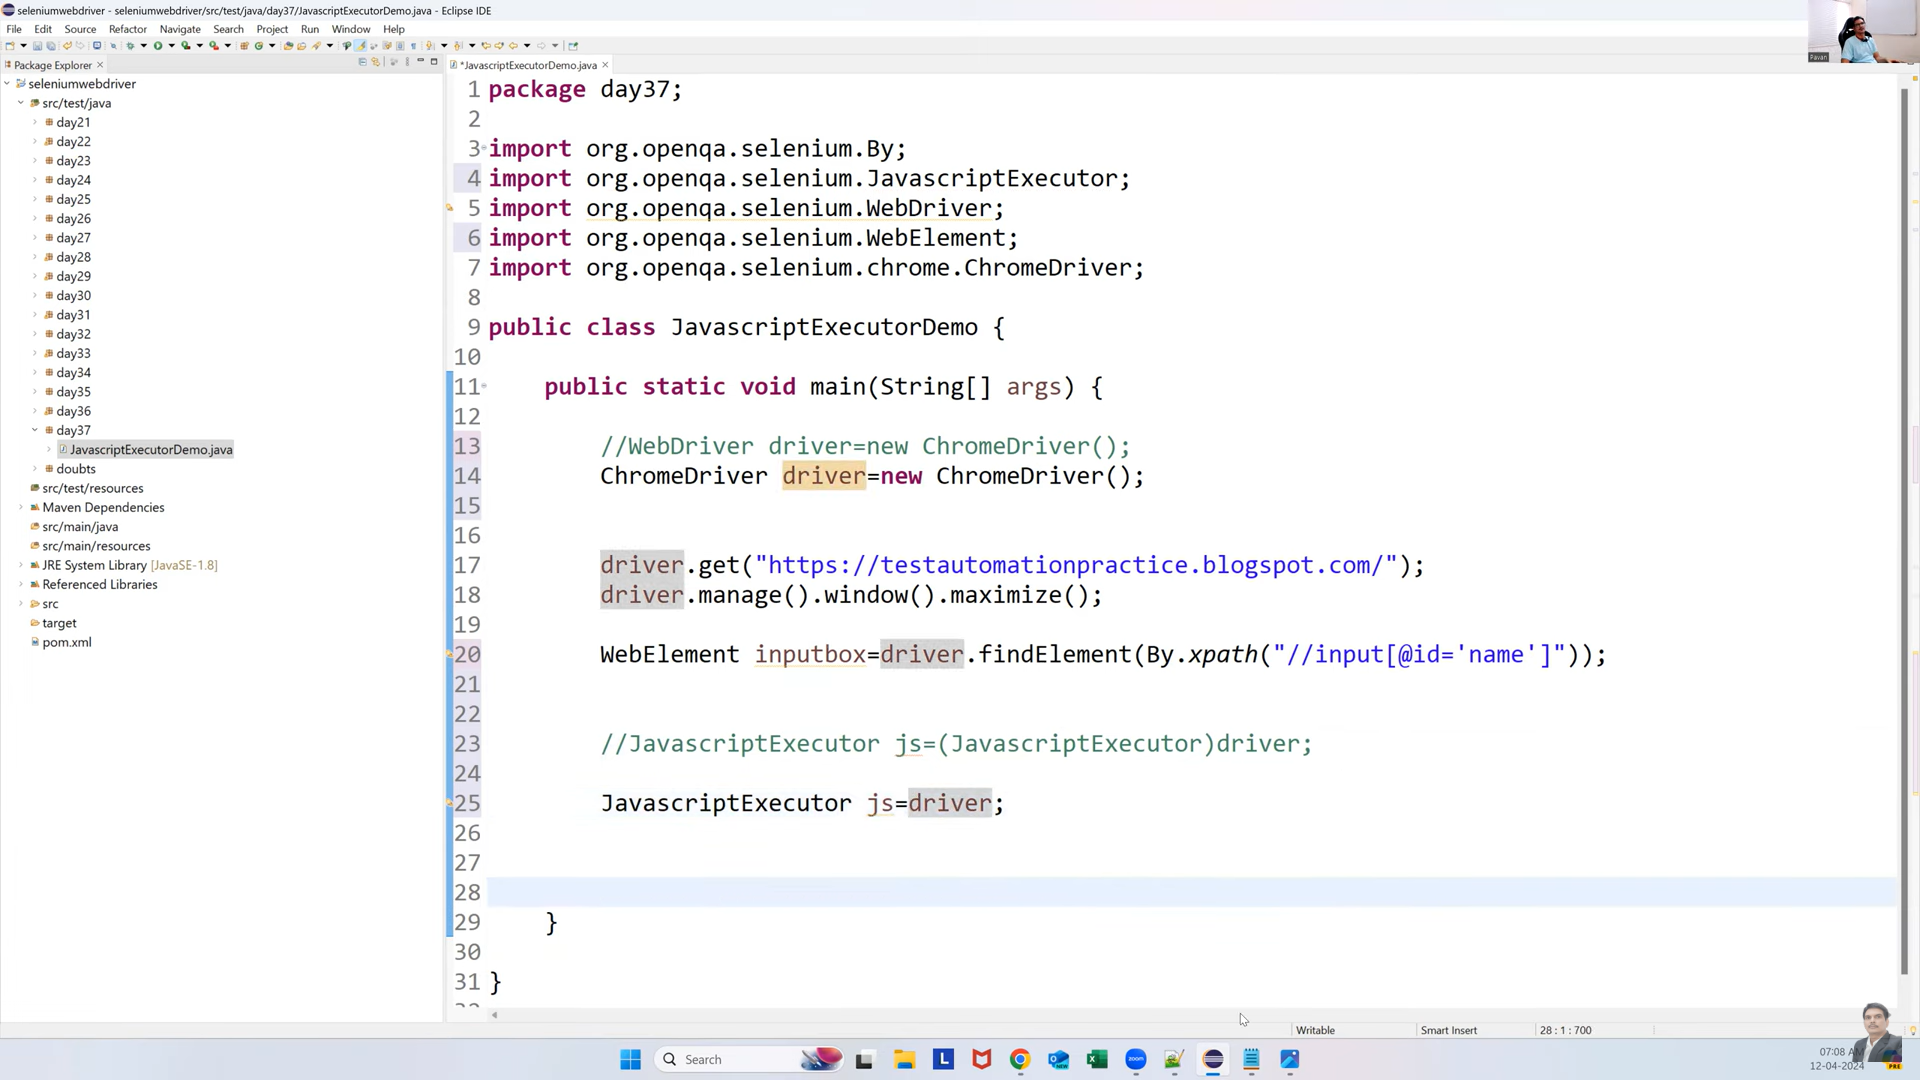 seleniumwebdriver - seleniumwebdriver/src/test/java/day37/JavascriptExecutorDemo.java - Eclipse IDE
File Edit Source Refactor Navigate Search Project Run Window Help
Package Explorer
*JavascriptExecutorDemo.java
seleniumwebdriver
src/test/java
day21
day22
day23
day24
day25
day26
day27
day28
day29
day30
day31
day32
day33
day34
day35
day36
day37
JavascriptExecutorDemo.java
doubts
src/test/resources
Maven Dependencies
src/main/java
src/main/resources
JRE System Library [JavaSE-1.8]
Referenced Libraries
src
target
pom.xml
1 package day37;
2
3 import org.openqa.selenium.By;
4 import org.openqa.selenium.JavascriptExecutor;
5 import org.openqa.selenium.WebDriver;
6 import org.openqa.selenium.WebElement;
7 import org.openqa.selenium.chrome.ChromeDriver;
8
9 public class JavascriptExecutorDemo {
10
11 public static void main(String[] args) {
12
13 //WebDriver driver=new ChromeDriver();
14 ChromeDriver driver=new ChromeDriver();
15
16
17 driver.get("https://testautomationpractice.blogspot.com/");
18 driver.manage().window().maximize();
19
20 WebElement inputbox=driver.findElement(By.xpath("//input[@id='name']"));
21
22
23 //JavascriptExecutor js=(JavascriptExecutor)driver;
24
25 JavascriptExecutor js=driver;
26
27
28
29 }
30
31 }
Pavan
Writable Smart Insert 28 : 1 : 700
Search
zoom
07:08 AM
12-04-2024
PRE